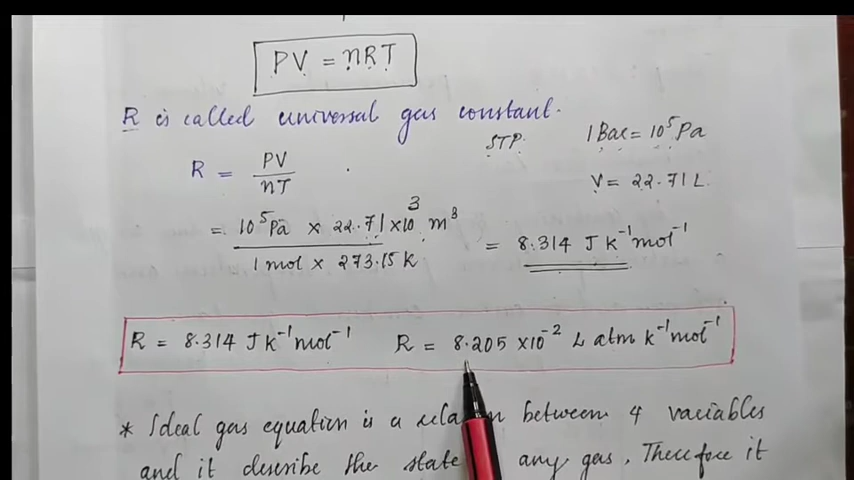 PV = nRT
R is called universal gas constant.
STP. 1 Bar = 10⁵ Pa
R = PV / nT
V = 22.71 L
= 10⁵ Pa × 22.71 × 10³ m³ / 1 mol × 273.15 K = 8.314 J K⁻¹ mol⁻¹
R = 8.314 J K⁻¹ mol⁻¹ R = 8.205 × 10⁻² L atm K⁻¹ mol⁻¹
* Ideal gas equation is a between 4 variables
and it describe the state any gas. Therefore it